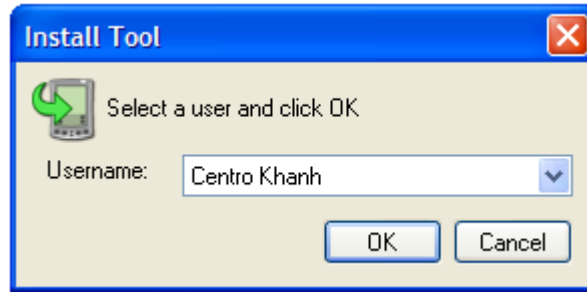 Install Tool
Select a user and click OK
Username: Centro Khanh
OK Cancel